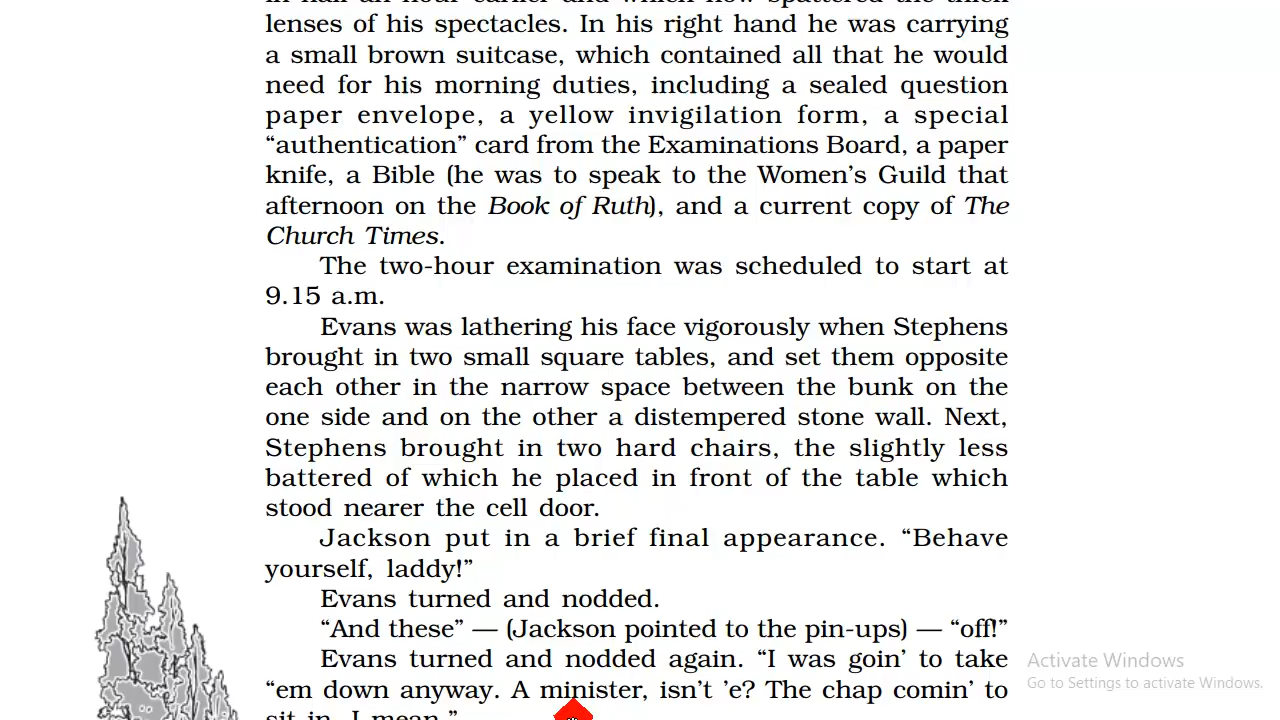 lenses of his spectacles. In his right hand he was carrying
a small brown suitcase, which contained all that he would
need for his morning duties, including a sealed question
paper envelope, a yellow invigilation form, a special
“authentication” card from the Examinations Board, a paper
knife, a Bible (he was to speak to the Women’s Guild that
afternoon on the Book of Ruth), and a current copy of The
Church Times.
The two-hour examination was scheduled to start at
9.15 a.m.
Evans was lathering his face vigorously when Stephens
brought in two small square tables, and set them opposite
each other in the narrow space between the bunk on the
one side and on the other a distempered stone wall. Next,
Stephens brought in two hard chairs, the slightly less
battered of which he placed in front of the table which
stood nearer the cell door.
Jackson put in a brief final appearance. “Behave
yourself, laddy!”
Evans turned and nodded.
“And these” — (Jackson pointed to the pin-ups) — “off!”
Evans turned and nodded again. “I was goin’ to take
“em down anyway. A minister, isn’t ’e? The chap comin’ to
sit in, I mean.”
Activate Windows
Go to Settings to activate Windows.